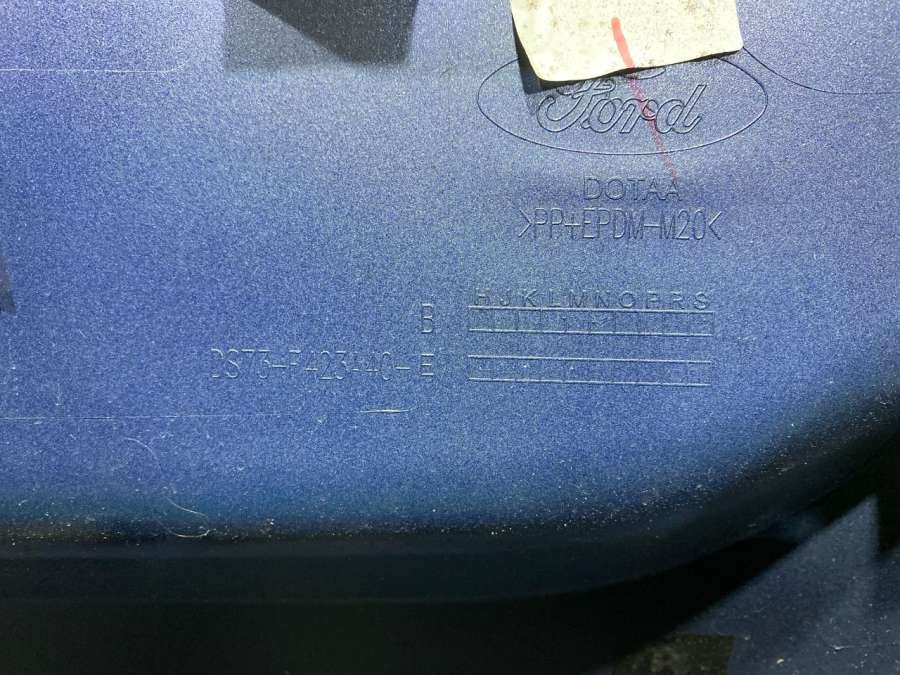 Ford
DOTAA
>PP+EPDM-M20<
HJKLMNOPRS
B
DS73-F423A40- E